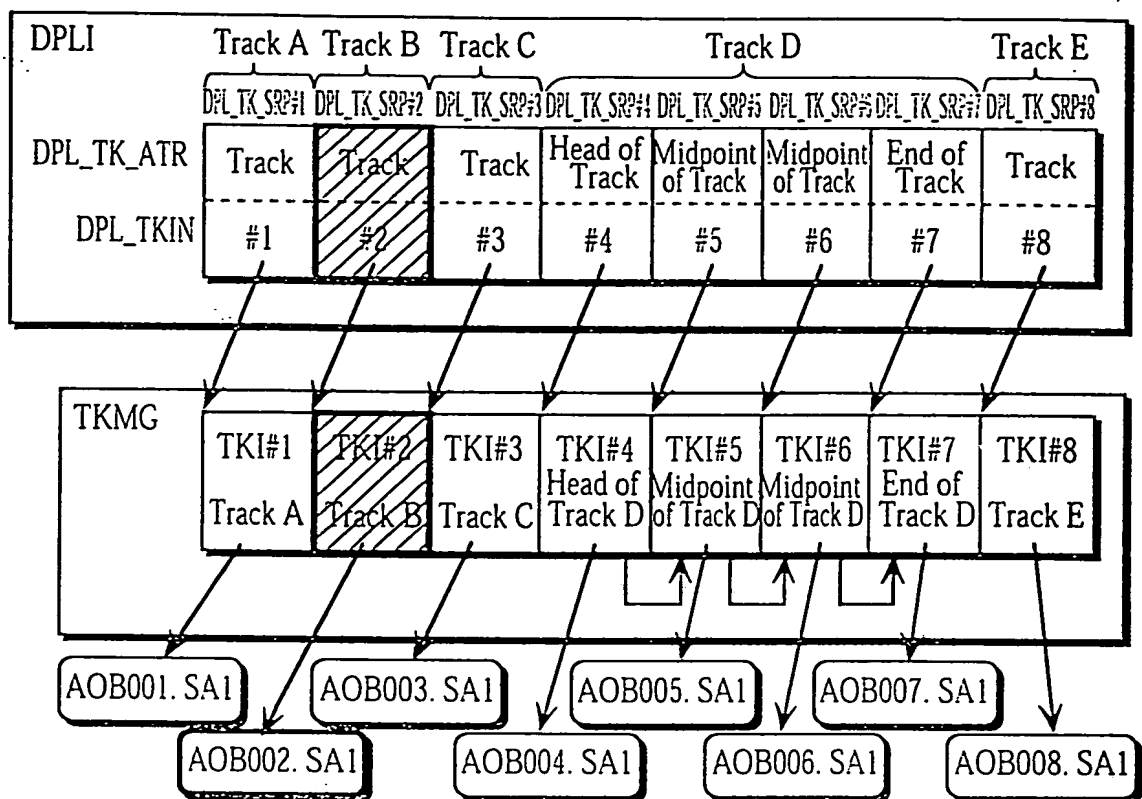 DPLI
Track A Track B Track C Track D Track E
DPL_TK_SRP#1 DPL_TK_SRP#2 DPL_TK_SRP#3 DPL_TK_SRP#4 DPL_TK_SRP#5 DPL_TK_SRP#6 DPL_TK_SRP#7 DPL_TK_SRP#8
DPL_TK_ATR Track Track Track Head of Track Midpoint of Track Midpoint of Track End of Track Track
DPL_TKIN #1 #2 #3 #4 #5 #6 #7 #8
TKMG
TKI#1 TKI#2 TKI#3 TKI#4 TKI#5 TKI#6 TKI#7 TKI#8
Track A Track B Track C Head of Track D Midpoint of Track D Midpoint of Track D End of Track D Track E
AOB001. SA1 AOB003. SA1 AOB005. SA1 AOB007. SA1
AOB002. SA1 AOB004. SA1 AOB006. SA1 AOB008. SA1